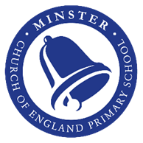 · MINSTER ·
CHURCH OF ENGLAND PRIMARY SCHOOL